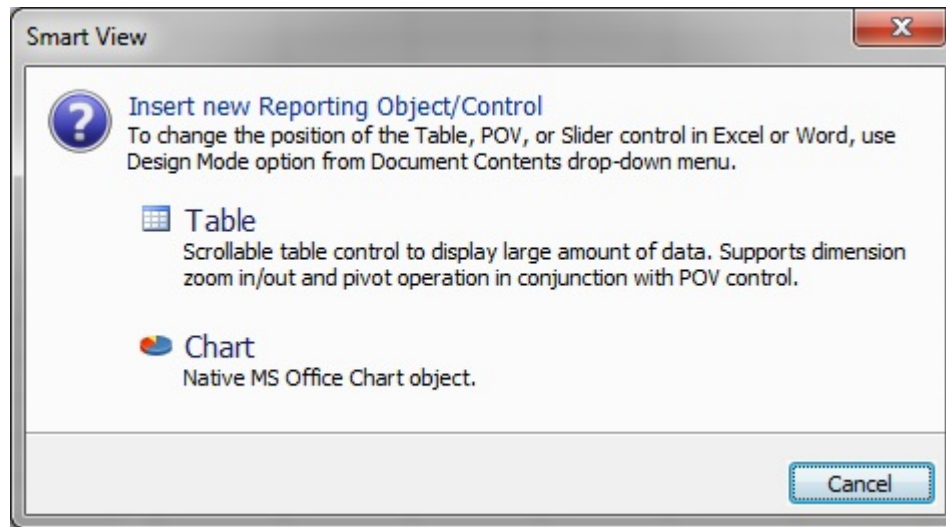 Smart View
Insert new Reporting Object/Control
To change the position of the Table, POV, or Slider control in Excel or Word, use
Design Mode option from Document Contents drop-down menu.
Table
Scrollable table control to display large amount of data. Supports dimension
zoom in/out and pivot operation in conjunction with POV control.
Chart
Native MS Office Chart object.
Cancel